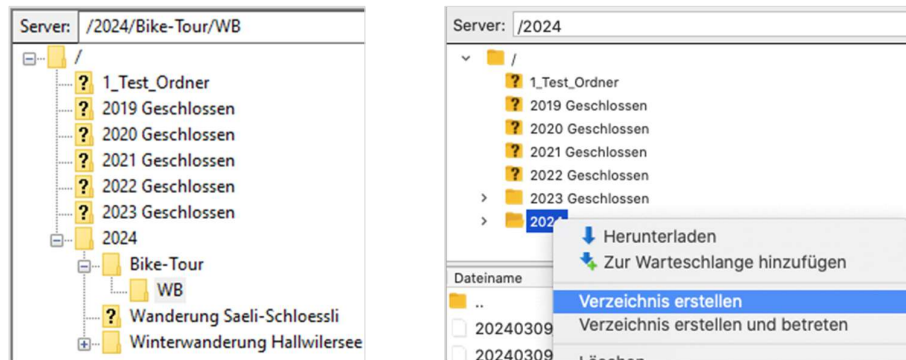 Server: /2024/Bike-Tour/WB
/
? 1_Test_Ordner
? 2019 Geschlossen
? 2020 Geschlossen
? 2021 Geschlossen
? 2022 Geschlossen
? 2023 Geschlossen
2024
Bike-Tour
WB
? Wanderung Saeli-Schloessli
Winterwanderung Hallwilersee
Server: /2024
/
? 1_Test_Ordner
? 2019 Geschlossen
? 2020 Geschlossen
? 2021 Geschlossen
? 2022 Geschlossen
2023 Geschlossen
2024
Herunterladen
Zur Warteschlange hinzufügen
Verzeichnis erstellen
Verzeichnis erstellen und betreten
Löschen
Dateiname
..
20240309
20240309